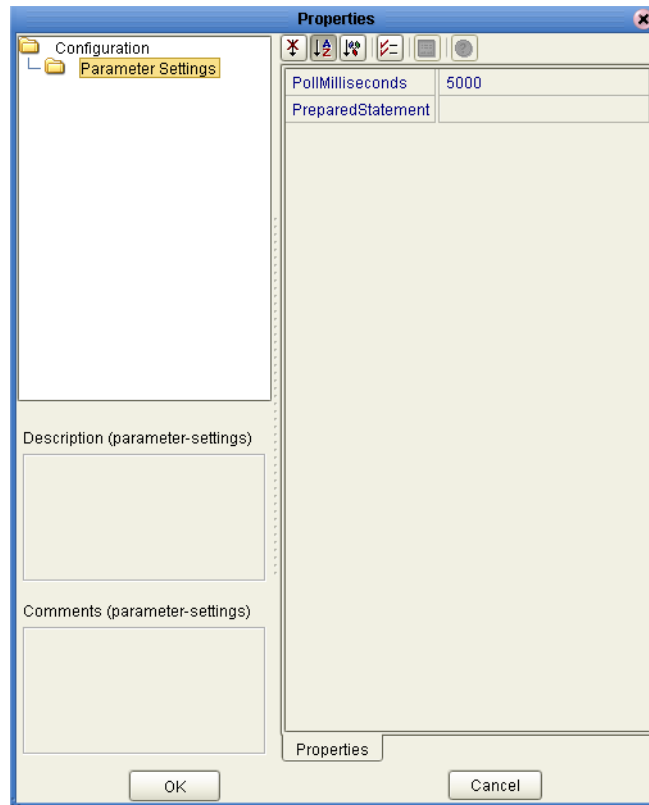 Properties
Configuration
Parameter Settings
PollMilliseconds 5000
PreparedStatement
Description (parameter-settings)
Comments (parameter-settings)
Properties
OK Cancel